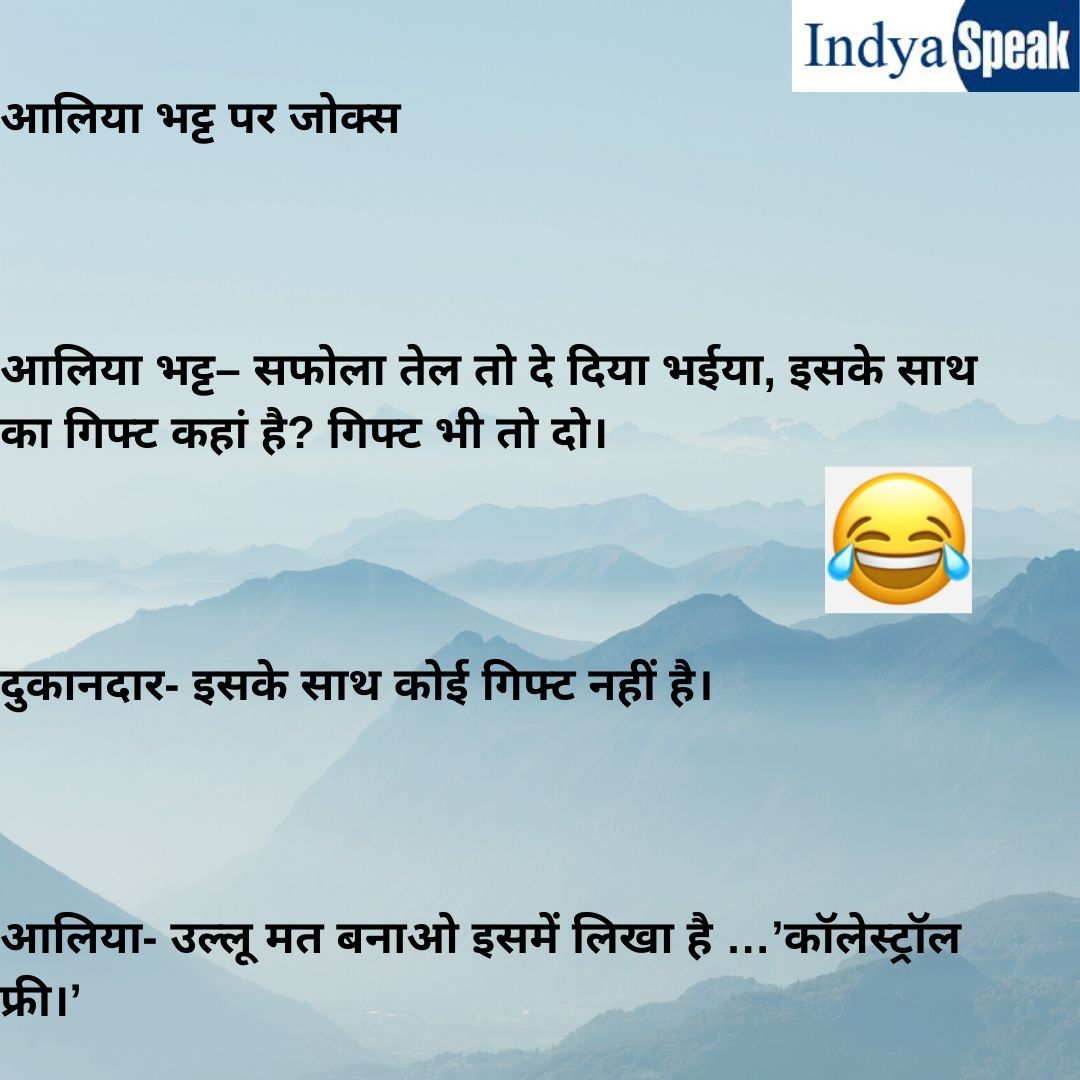 Indya Speak
आलिया भट्ट पर जोक्स
आलिया भट्ट– सफोला तेल तो दे दिया भईया, इसके साथ
का गिफ्ट कहां है? गिफ्ट भी तो दो।
दुकानदार- इसके साथ कोई गिफ्ट नहीं है।
आलिया- उल्लू मत बनाओ इसमें लिखा है …’कॉलेस्ट्रॉल
फ्री।’